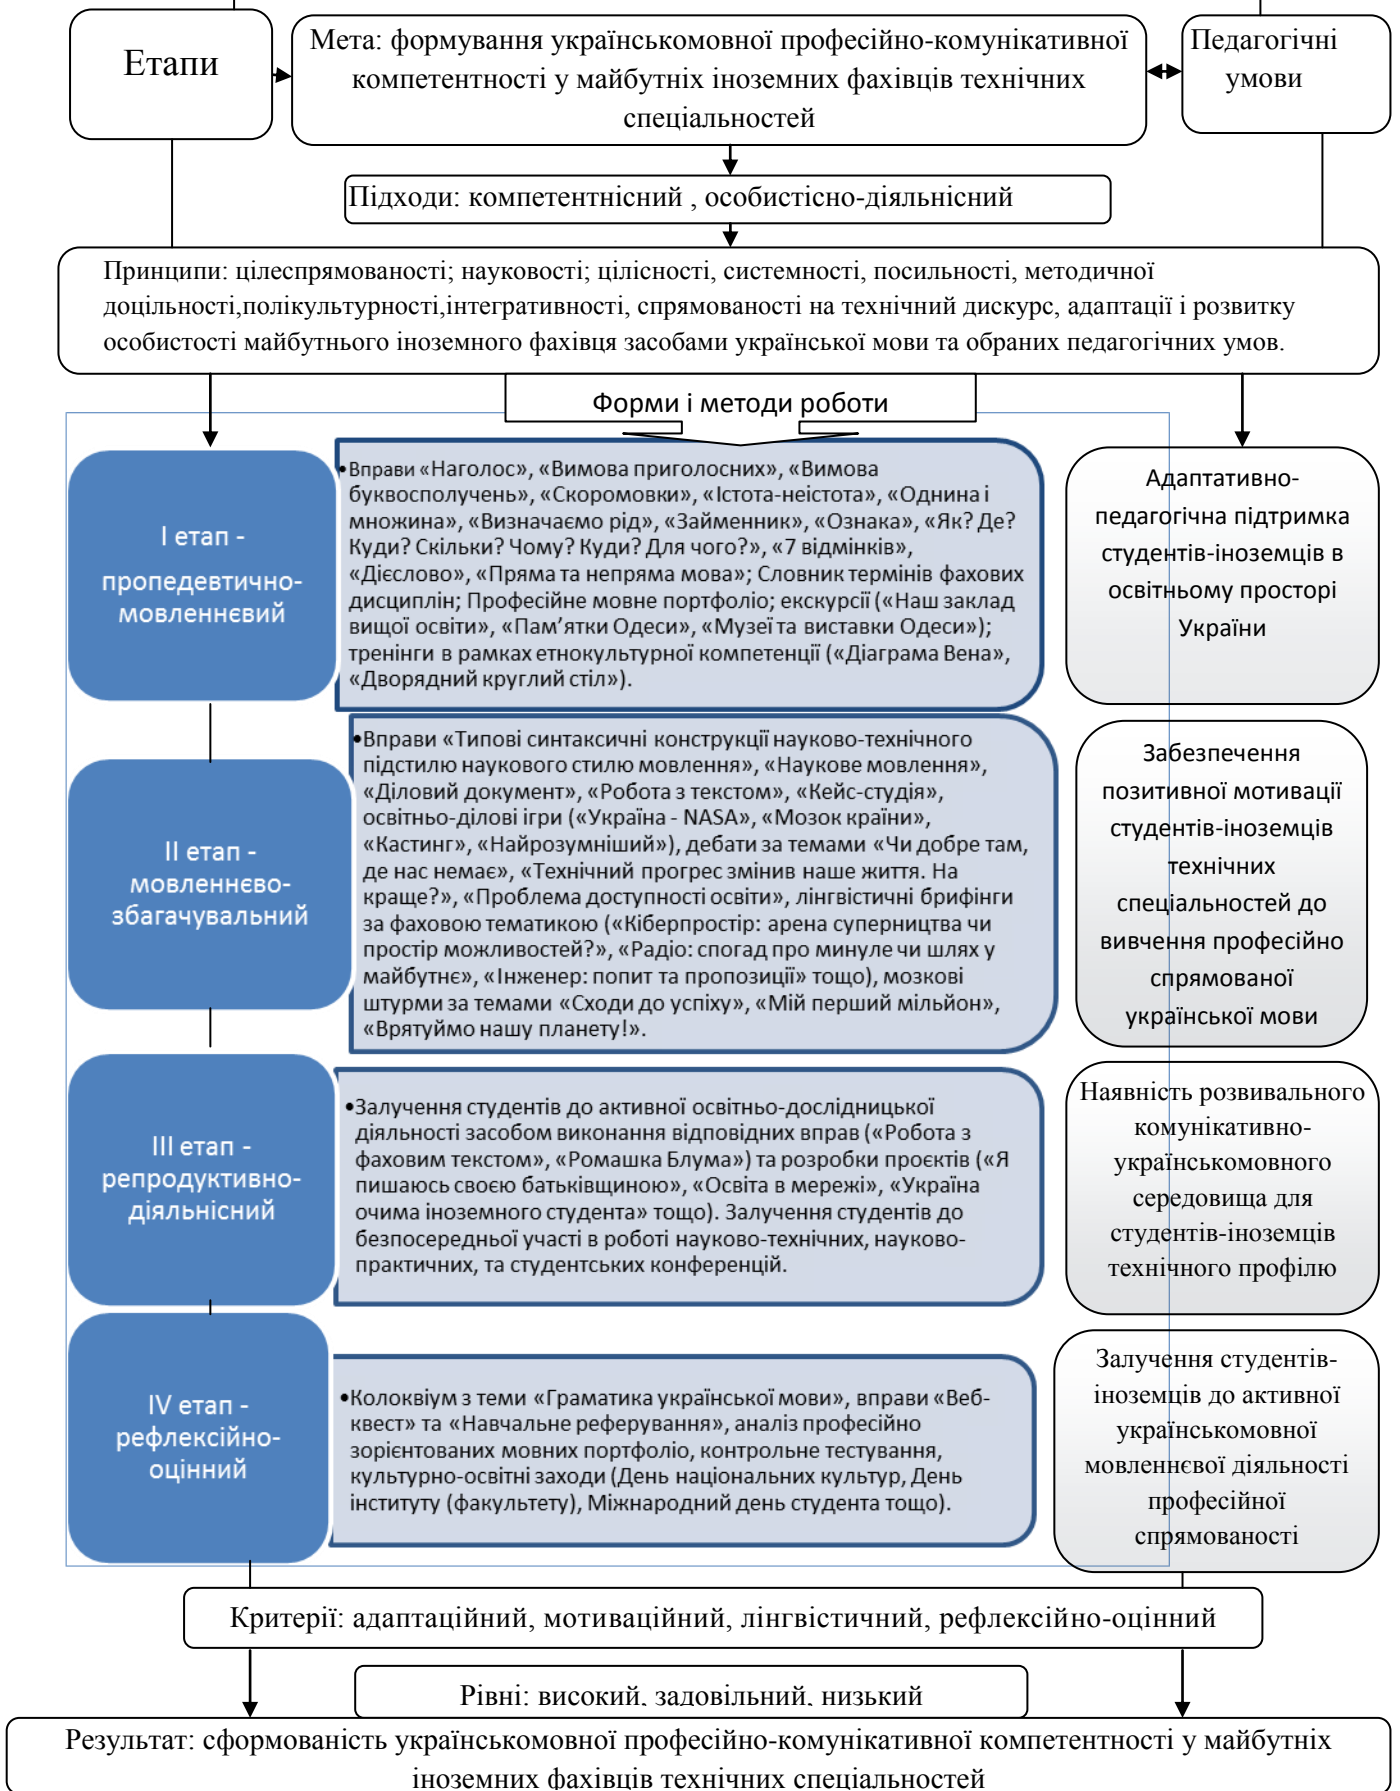 Етапи
Мета: формування українськомовної професійно-комунікативної
компетентності у майбутніх іноземних фахівців технічних
спеціальностей
Педагогічні
умови
Підходи: компетентнісний , особистісно-діяльнісний
Принципи: цілеспрямованості; науковості; цілісності, системності, посильності, методичної
доцільності,полікультурності,інтегративності, спрямованості на технічний дискурс, адаптації і розвитку
особистості майбутнього іноземного фахівця засобами української мови та обраних педагогічних умов.
Форми і методи роботи
І етап -
пропедевтично-
мовленнєвий
•Вправи «Наголос», «Вимова приголосних», «Вимова
буквосполучень», «Скоромовки», «Істота-неістота», «Однина і
множина», «Визначаємо рід», «Займенник», «Ознака», «Як? Де?
Куди? Скільки? Чому? Куди? Для чого?», «7 відмінків»,
«Дієслово», «Пряма та непряма мова»; Словник термінів фахових
дисциплін; Професійне мовне портфоліо; екскурсії («Наш заклад
вищої освіти», «Пам’ятки Одеси», «Музеї та виставки Одеси»);
тренінги в рамках етнокультурної компетенції («Діаграма Вена»,
«Дворядний круглий стіл»).
Адаптативно-
педагогічна підтримка
студентів-іноземців в
освітньому просторі
України
ІІ етап -
мовленнєво-
збагачувальний
•Вправи «Типові синтаксичні конструкції науково-технічного
підстилю наукового стилю мовлення», «Наукове мовлення»,
«Діловий документ», «Робота з текстом», «Кейс-студія»,
освітньо-ділові ігри («Україна - NASA», «Мозок країни»,
«Кастинг», «Найрозумніший»), дебати за темами «Чи добре там,
де нас немає», «Технічний прогрес змінив наше життя. На
краще?», «Проблема доступності освіти», лінгвістичні брифінги
за фаховою тематикою («Кіберпростір: арена суперництва чи
простір можливостей?», «Радіо: спогад про минуле чи шлях у
майбутнє», «Інженер: попит та пропозиції» тощо), мозкові
штурми за темами «Сходи до успіху», «Мій перший мільйон»,
«Врятуймо нашу планету!».
Забезпечення
позитивної мотивації
студентів-іноземців
технічних
спеціальностей до
вивчення професійно
спрямованої
української мови
ІІІ етап -
репродуктивно-
діяльнісний
•Залучення студентів до активної освітньо-дослідницької
діяльності засобом виконання відповідних вправ («Робота з
фаховим текстом», «Ромашка Блума») та розробки проєктів («Я
пишаюсь своєю батьківщиною», «Освіта в мережі», «Україна
очима іноземного студента» тощо). Залучення студентів до
безпосередньої участі в роботі науково-технічних, науково-
практичних, та студентських конференцій.
Наявність розвивального
комунікативно-
українськомовного
середовища для
студентів-іноземців
технічного профілю
IV етап -
рефлексійно-
оцінний
•Колоквіум з теми «Граматика української мови», вправи «Веб-
квест» та «Навчальне реферування», аналіз професійно
зорієнтованих мовних портфоліо, контрольне тестування,
культурно-освітні заходи (День національних культур, День
інституту (факультету), Міжнародний день студента тощо).
Залучення студентів-
іноземців до активної
українськомовної
мовленнєвої діяльності
професійної
спрямованості
Критерії: адаптаційний, мотиваційний, лінгвістичний, рефлексійно-оцінний
Рівні: високий, задовільний, низький
Результат: сформованість українськомовної професійно-комунікативної компетентності у майбутніх
іноземних фахівців технічних спеціальностей